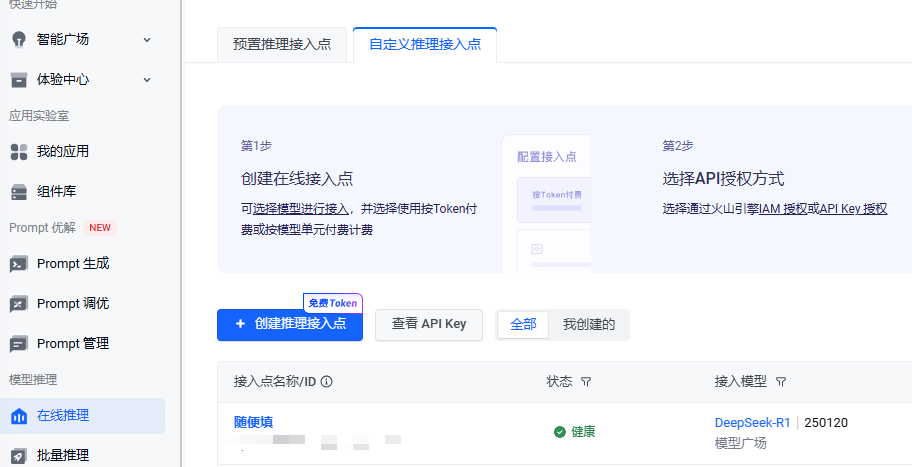 快速开始
智能广场
体验中心
应用实验室
我的应用
组件库
Prompt 优解 NEW
Prompt 生成
Prompt 调优
Prompt 管理
模型推理
在线推理
批量推理
预置推理接入点
自定义推理接入点
第1步
创建在线接入点
可选择模型进行接入，并选择使用按Token付
费或按模型单元付费计费
配置接入点
按Token付费
第2步
选择API授权方式
选择通过火山引擎IAM 授权或API Key 授权
免费 Token
+ 创建推理接入点
查看 API Key
全部
我创建的
接入点名称/ID
状态
接入模型
随便填
健康
DeepSeek-R1 | 250120
模型广场